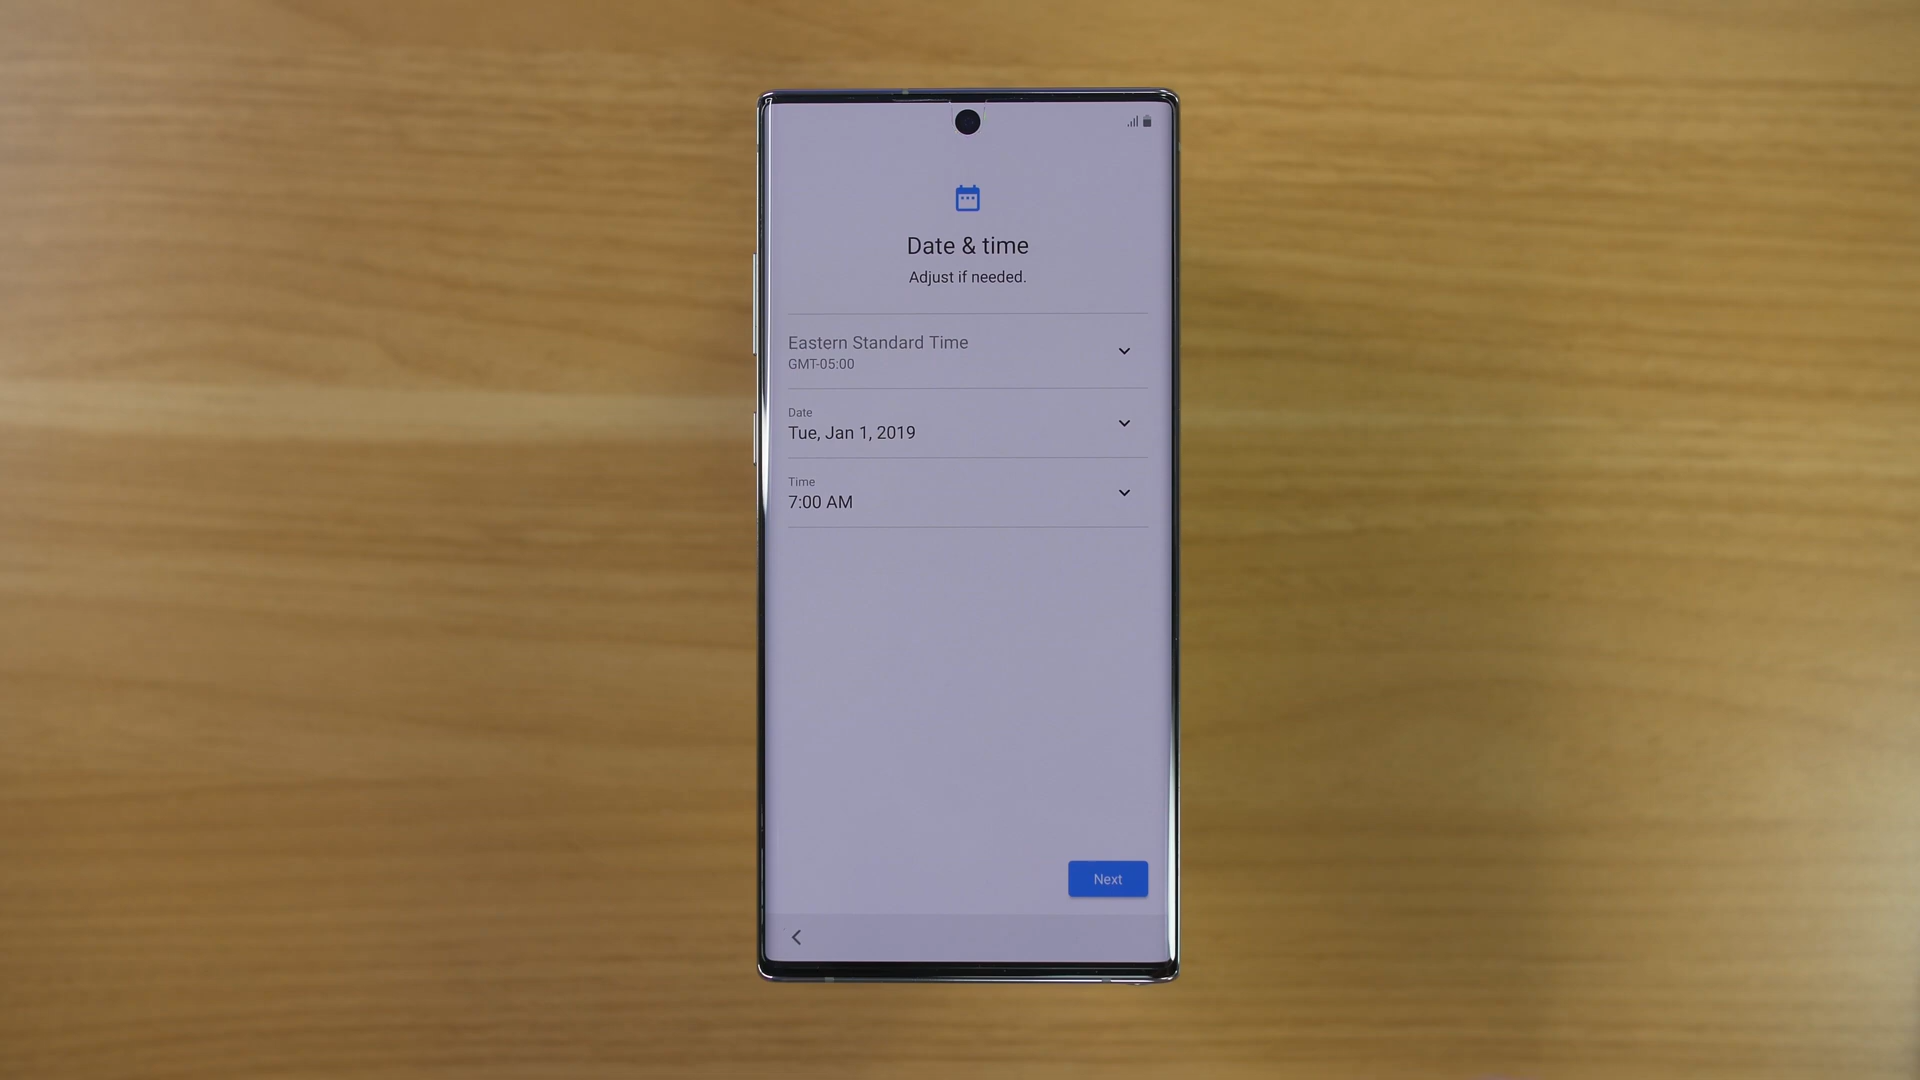 Date & time
Adjust if needed.
Eastern Standard Time
GMT-05:00
Date
Tue, Jan 1, 2019
Time
7:00 AM
Next